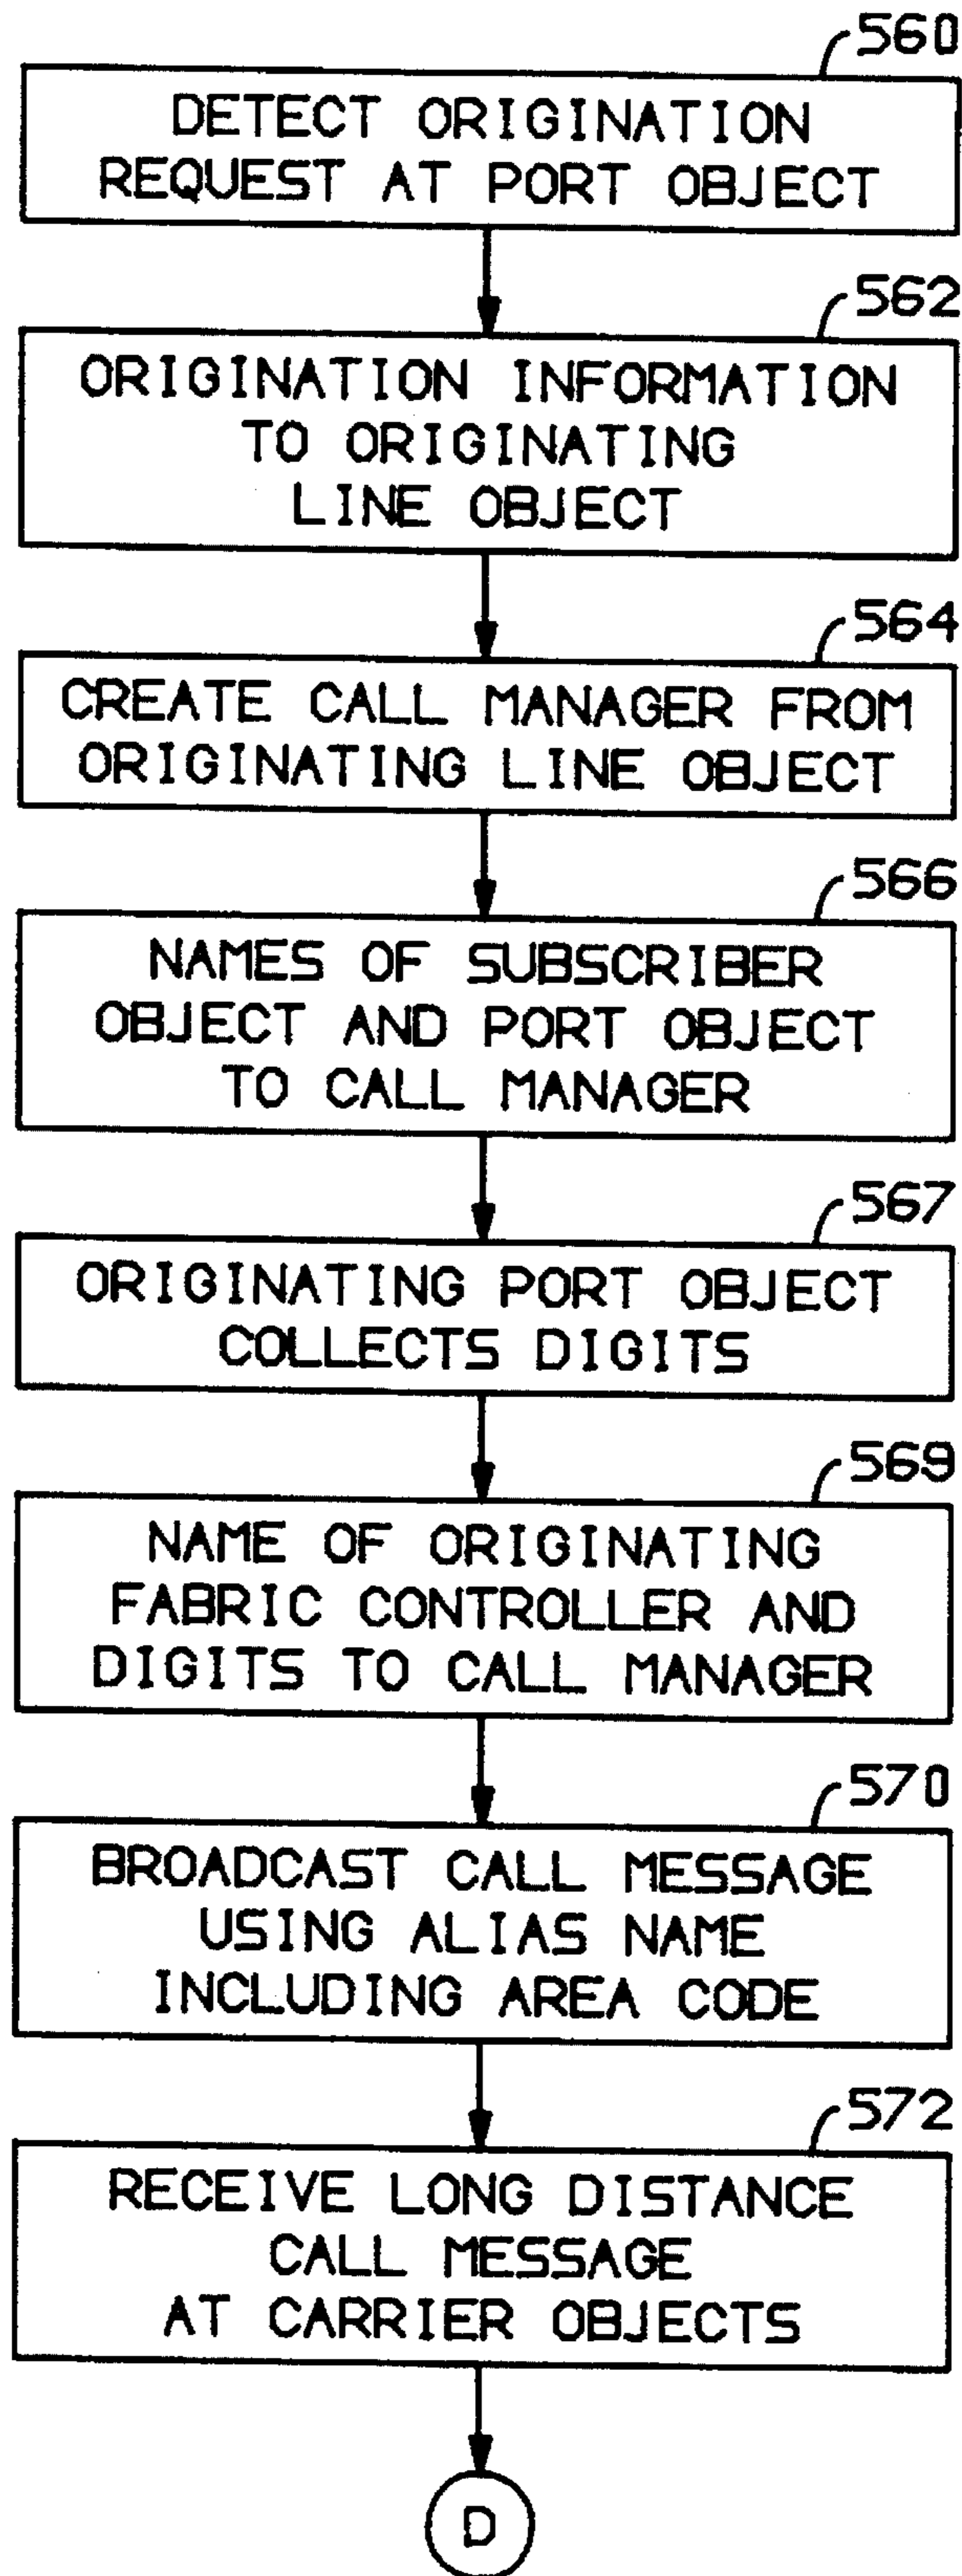 560
DETECT ORIGINATION
REQUEST AT PORT OBJECT
562
ORIGINATION INFORMATION
TO ORIGINATING
LINE OBJECT
564
CREATE CALL MANAGER FROM
ORIGINATING LINE OBJECT
566
NAMES OF SUBSCRIBER
OBJECT AND PORT OBJECT
TO CALL MANAGER
567
ORIGINATING PORT OBJECT
COLLECTS DIGITS
569
NAME OF ORIGINATING
FABRIC CONTROLLER AND
DIGITS TO CALL MANAGER
570
BROADCAST CALL MESSAGE
USING ALIAS NAME
INCLUDING AREA CODE
572
RECEIVE LONG DISTANCE
CALL MESSAGE
AT CARRIER OBJECTS
D